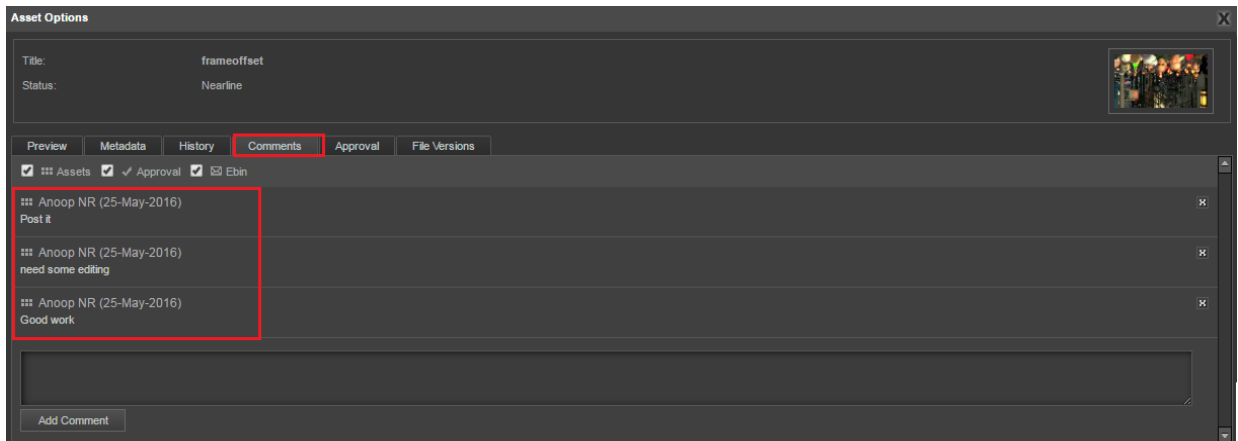 Asset Options X
Title: frameoffset
Status: Nearline
Preview Metadata History Comments Approval File Versions
Assets Approval Ebin
Anoop NR (25-May-2016)
Post it
Anoop NR (25-May-2016)
need some editing
Anoop NR (25-May-2016)
Good work
Add Comment